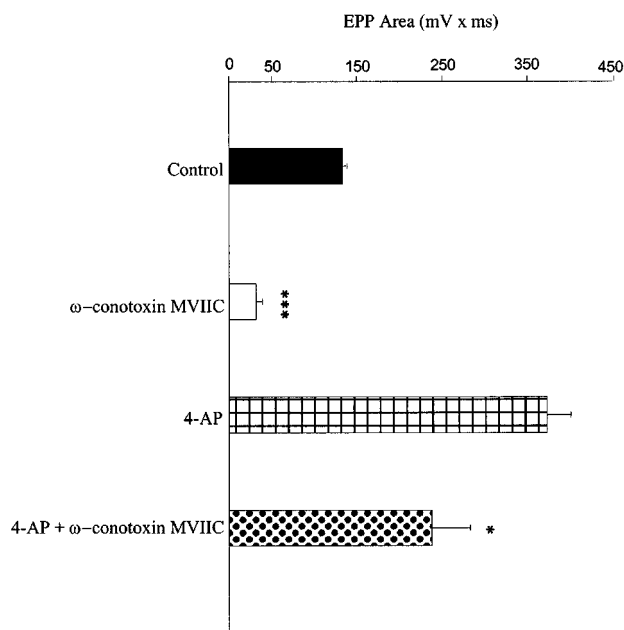 EPP Area (mV x ms)
0 50 150 250 350 450
Control
ω−conotoxin MVIIC
***
4-AP
4-AP + ω−conotoxin MVIIC
*